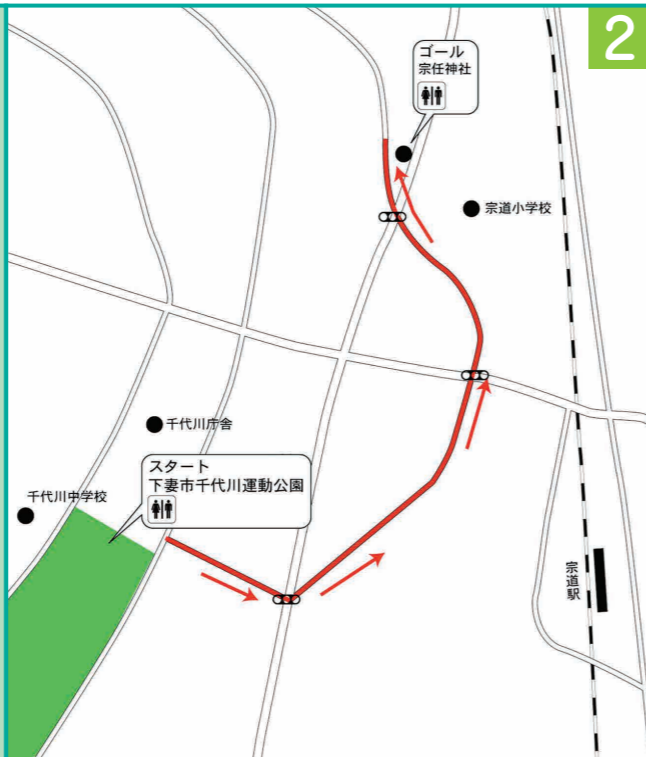 2
ゴール
宗任神社
宗道小学校
千代川庁舎
スタート
下妻市千代川運動公園
千代川中学校
宗道駅